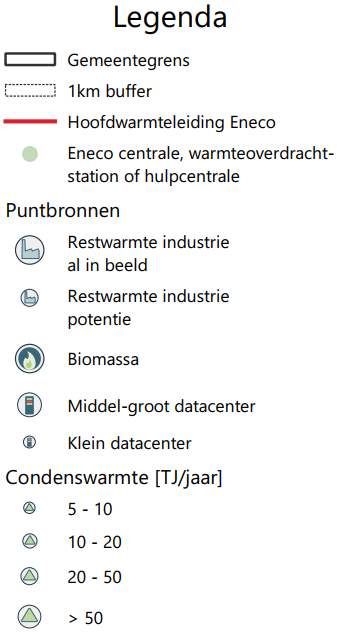 Legenda
Gemeentegrens
1km buffer
Hoofdwarmteleiding Eneco
Eneco centrale, warmteoverdracht-
station of hulpcentrale
Puntbronnen
Restwarmte industrie
al in beeld
Restwarmte industrie
potentie
Biomassa
Middel-groot datacenter
Klein datacenter
Condenswarmte [TJ/jaar]
5 - 10
10 - 20
20 - 50
> 50